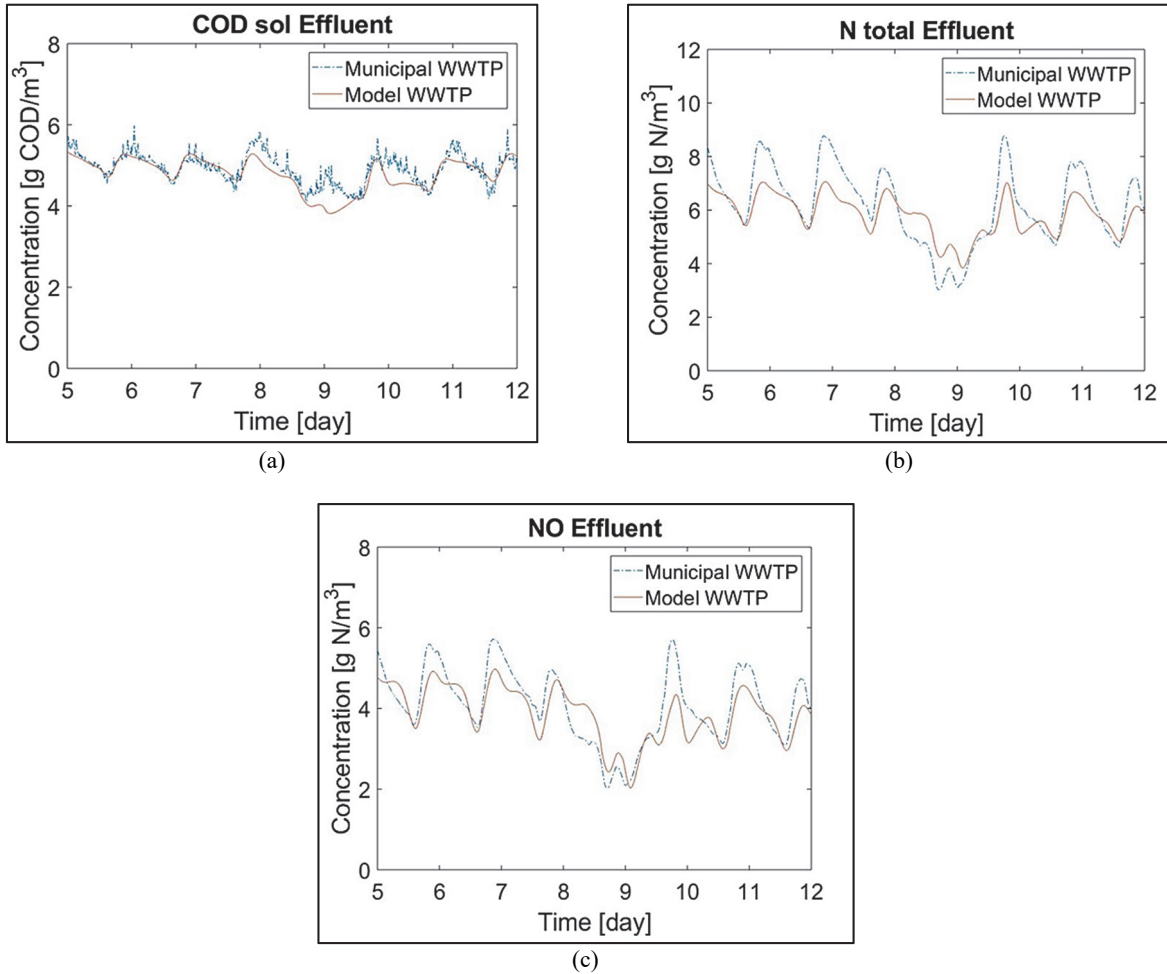 COD sol Effluent
Municipal WWTP
Model WWTP
Concentration [g COD/m³]
8
6
4
2
0
5 6 7 8 9 10 11 12
Time [day]
(a)
N total Effluent
Municipal WWTP
Model WWTP
Concentration [g N/m³]
12
10
8
6
4
2
0
5 6 7 8 9 10 11 12
Time [day]
(b)
NO Effluent
Municipal WWTP
Model WWTP
Concentration [g N/m³]
8
6
4
2
0
5 6 7 8 9 10 11 12
Time [day]
(c)